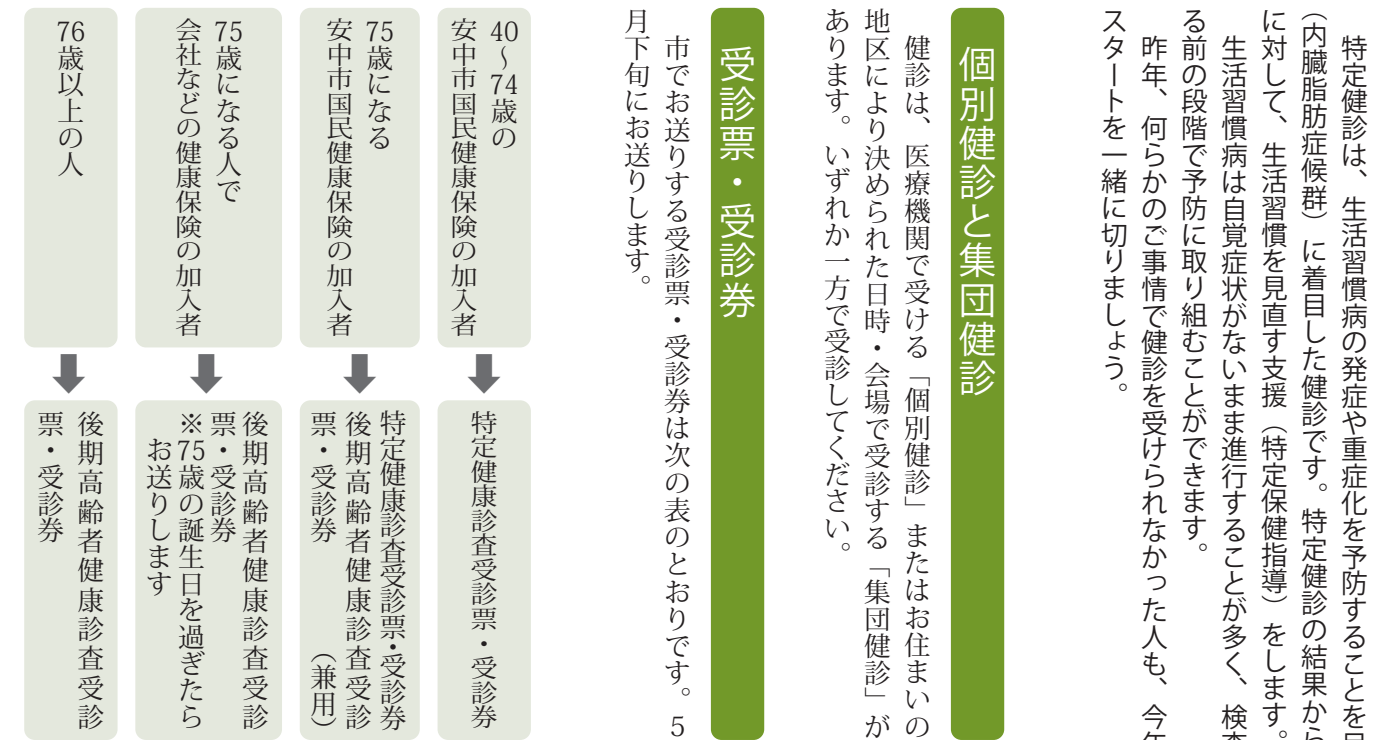 特定健診は、生活習慣病の発症や重症化を予防することを
（内臓脂肪症候群）に着目した健診です。特定健診の結果から
に対して、生活習慣を見直す支援（特定保健指導）をします。
生活習慣病は自覚症状がないまま進行することが多く、検
る前の段階で予防に取り組むことができます。
昨年、何らかのご事情で健診を受けられなかった人も、今
スタートを一緒に切りましょう。
個別健診と集団健診
健診は、医療機関で受ける「個別健診」またはお住まいの
地区により決められた日時・会場で受診する「集団健診」が
あります。いずれか一方で受診してください。
受診票・受診券
市でお送りする受診票・受診券は次の表のとおりです。5
月下旬にお送りします。
40〜74歳の
安中市国民健康保険の加入者
特定健康診査受診票・受診券
75歳になる
安中市国民健康保険の加入者
特定健康診査受診票・受診券
後期高齢者健康診査受診
票・受診券
（兼用）
75歳になる人で
会社などの健康保険の加入者
後期高齢者健康診査受診
票・受診券
※75歳の誕生日を過ぎたら
お送りします
76歳以上の人
後期高齢者健康診査受診
票・受診券